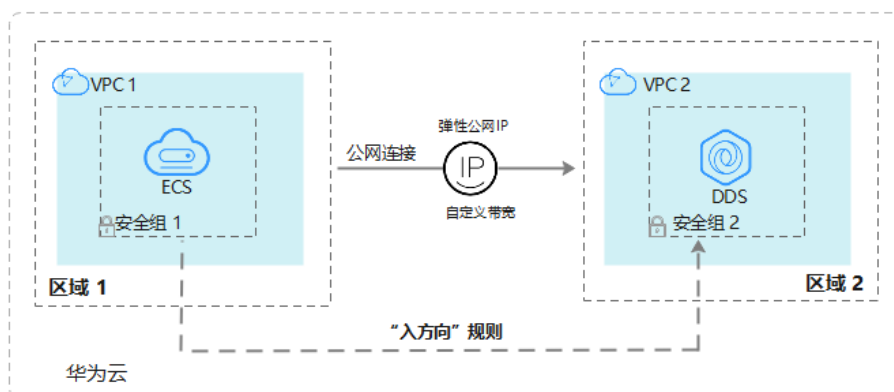 VPC 1
ECS
安全组 1
区域 1
公网连接
弹性公网IP
IP
自定义带宽
VPC 2
DDS
安全组 2
区域 2
“入方向”规则
华为云